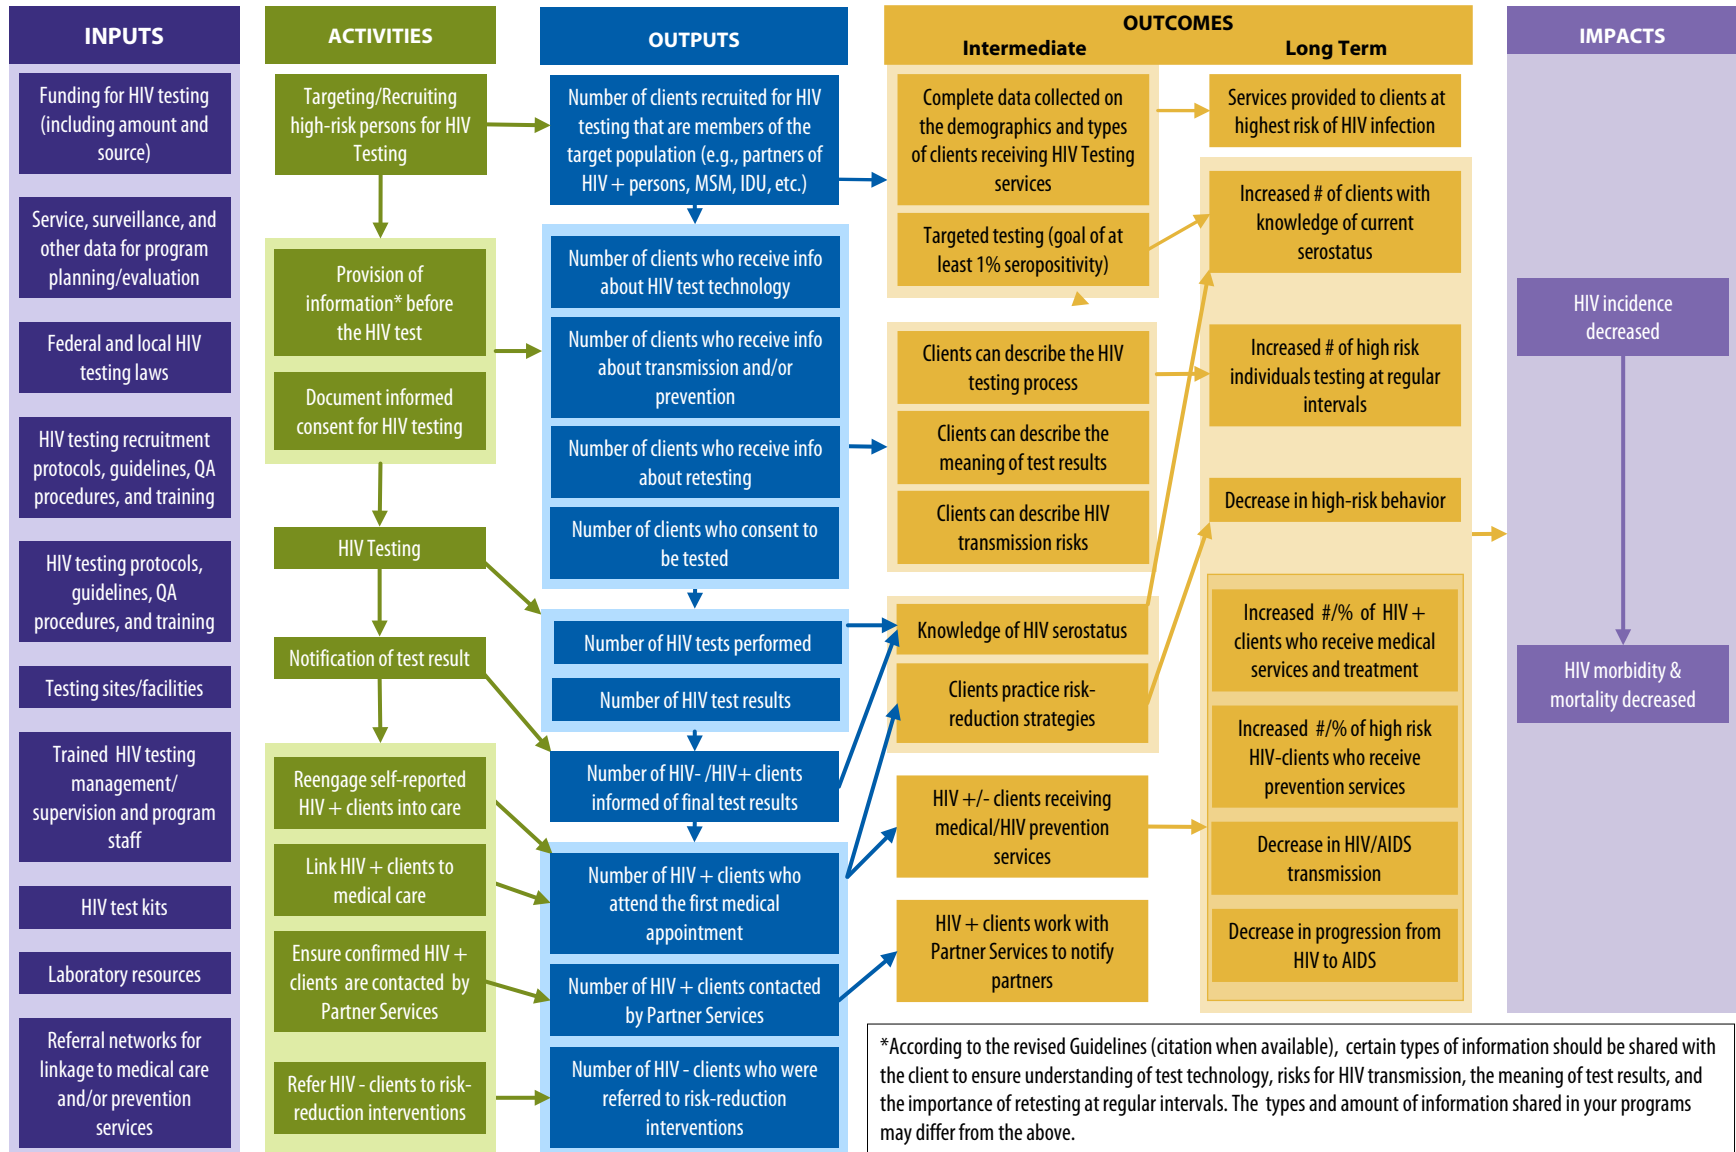 INPUTS
Funding for HIV testing
(including amount and
source)
Service, surveillance, and
other data for program
planning/evaluation
Federal and local HIV
testing laws
HIV testing recruitment
protocols, guidelines, QA
procedures, and training
HIV testing protocols,
guidelines, QA
procedures, and training
Testing sites/facilities
Trained HIV testing
management/
supervision and program
staff
HIV test kits
Laboratory resources
Referral networks for
linkage to medical care
and/or prevention
services
ACTIVITIES
Targeting/Recruiting
high-risk persons for HIV
Testing
Provision of
information* before
the HIV test
Document informed
consent for HIV testing
HIV Testing
Notification of test result
Reengage self-reported
HIV + clients into care
Link HIV + clients to
medical care
Ensure confirmed HIV +
clients are contacted by
Partner Services
Refer HIV - clients to risk-
reduction interventions
OUTPUTS
Number of clients recruited for HIV
testing that are members of the
target population (e.g., partners of
HIV + persons, MSM, IDU, etc.)
Number of clients who receive info
about HIV test technology
Number of clients who receive info
about transmission and/or
prevention
Number of clients who receive info
about retesting
Number of clients who consent to
be tested
Number of HIV tests performed
Number of HIV test results
Number of HIV- /HIV+ clients
informed of final test results
Number of HIV + clients who
attend the first medical
appointment
Number of HIV + clients contacted
by Partner Services
Number of HIV - clients who were
referred to risk-reduction
interventions
OUTCOMES
Intermediate
Complete data collected on
the demographics and types
of clients receiving HIV Testing
services
Targeted testing (goal of at
least 1% seropositivity)
Clients can describe the HIV
testing process
Clients can describe the
meaning of test results
Clients can describe HIV
transmission risks
Knowledge of HIV serostatus
Clients practice risk-
reduction strategies
HIV +/- clients receiving
medical/HIV prevention
services
HIV + clients work with
Partner Services to notify
partners
Long Term
Services provided to clients at
highest risk of HIV infection
Increased # of clients with
knowledge of current
serostatus
Increased # of high risk
individuals testing at regular
intervals
Decrease in high-risk behavior
Increased #/% of HIV +
clients who receive medical
services and treatment
Increased #/% of high risk
HIV-clients who receive
prevention services
Decrease in HIV/AIDS
transmission
Decrease in progression from
HIV to AIDS
IMPACTS
HIV incidence
decreased
HIV morbidity &
mortality decreased
*According to the revised Guidelines (citation when available), certain types of information should be shared with
the client to ensure understanding of test technology, risks for HIV transmission, the meaning of test results, and
the importance of retesting at regular intervals. The types and amount of information shared in your programs
may differ from the above.